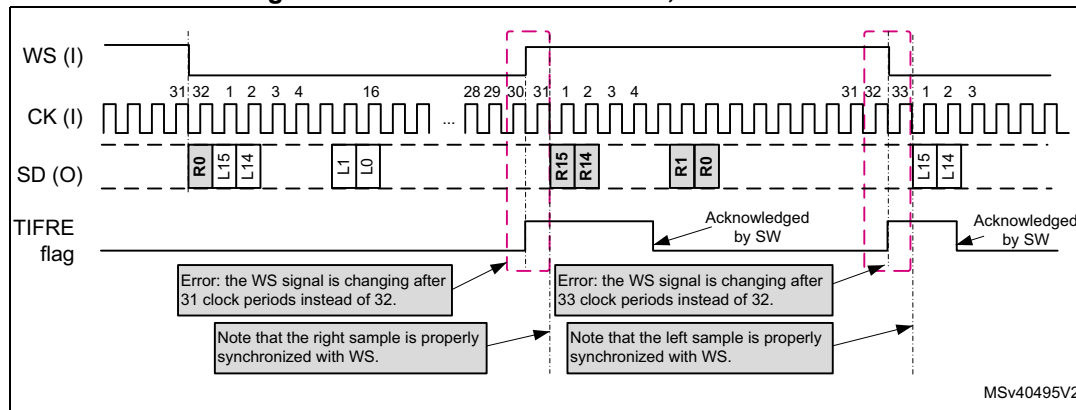 WS (I)
31 32 1 2 3 4 16 28 29 30 31 1 2 3 4 31 32 33 1 2 3
CK (I)
...
SD (O)
R0 L15 L14 L1 L0 R15 R14 R1 R0 L15 L14
TIFRE
flag
Acknowledged
by SW
Acknowledged
by SW
Error: the WS signal is changing after
31 clock periods instead of 32.
Error: the WS signal is changing after
33 clock periods instead of 32.
Note that the right sample is properly
synchronized with WS.
Note that the left sample is properly
synchronized with WS.
MSv40495V2